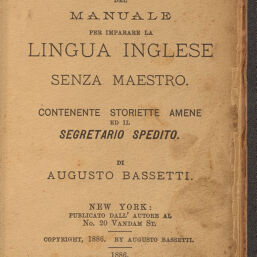 DEL
MANUALE
PER IMPARARE LA
LINGUA INGLESE
SENZA MAESTRO.
CONTENENTE STORIETTE AMENE
ED IL
SEGRETARIO SPEDITO.
DI
AUGUSTO BASSETTI.
NEW YORK:
PUBLICATO DALL' AUTORE AL
No. 20 VANDAM ST.
COPYRIGHT, 1886. BY AUGUSTO BASSETTI.
1886.